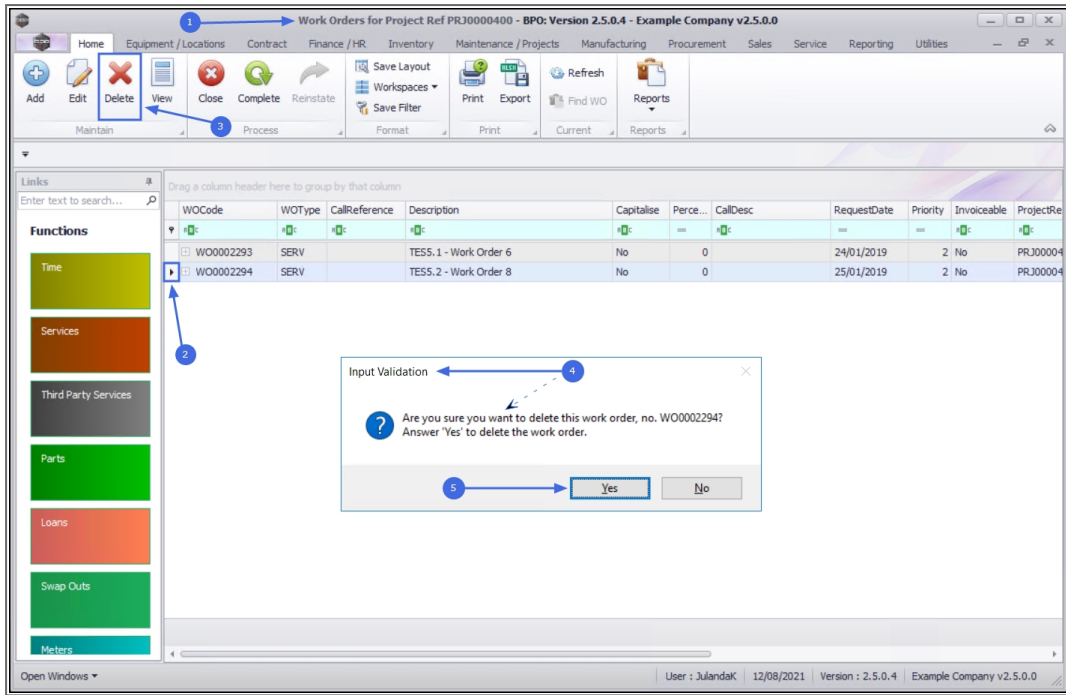 1
Work Orders for Project Ref PRJ0000400 - BPO: Version 2.5.0.4 - Example Company v2.5.0.0
Home Equipment / Locations Contract Finance / HR Inventory Maintenance / Projects Manufacturing Procurement Sales Service Reporting Utilities
Add Edit Delete View Close Complete Reinstate
Save Layout
Workspaces
Save Filter
Print Export
Refresh
Find WO
Reports
3
Maintain Process Format Print Current Reports
Links
Enter text to search...
Functions
Time
Services
Third Party Services
Parts
Loans
Swap Outs
Meters
Drag a column header here to group by that column
WOCode WOType CallReference Description Capitalise Perce... CallDesc RequestDate Priority Invoiceable ProjectRe
WO0002293 SERV TES5.1 - Work Order 6 No 0 24/01/2019 2 No PRJ00004
WO0002294 SERV TES5.2 - Work Order 8 No 0 25/01/2019 2 No PRJ00004
2
Input Validation
4
Are you sure you want to delete this work order, no. WO0002294?
Answer 'Yes' to delete the work order.
5
Yes No
Open Windows User : JulandaK 12/08/2021 Version : 2.5.0.4 Example Company v2.5.0.0